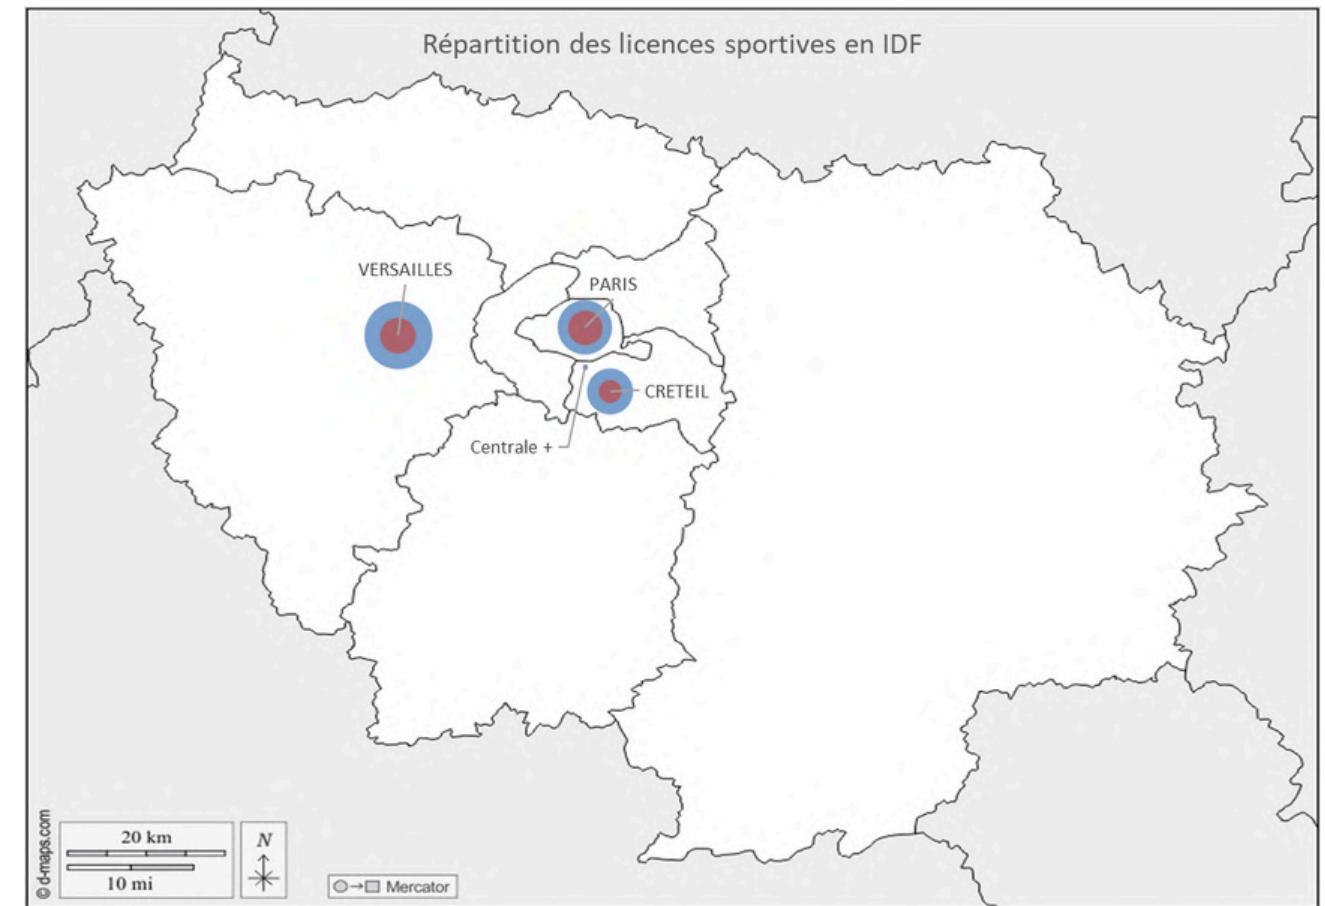 Répartition des licences sportives en IDF
VERSAILLES
PARIS
CRETEIL
Centrale +
© d-maps.com
20 km
10 mi
N
Mercator